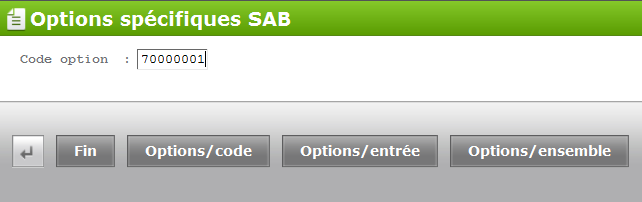 Options spécifiques SAB
Code option : 70000001
Fin Options/code Options/entrée Options/ensemble